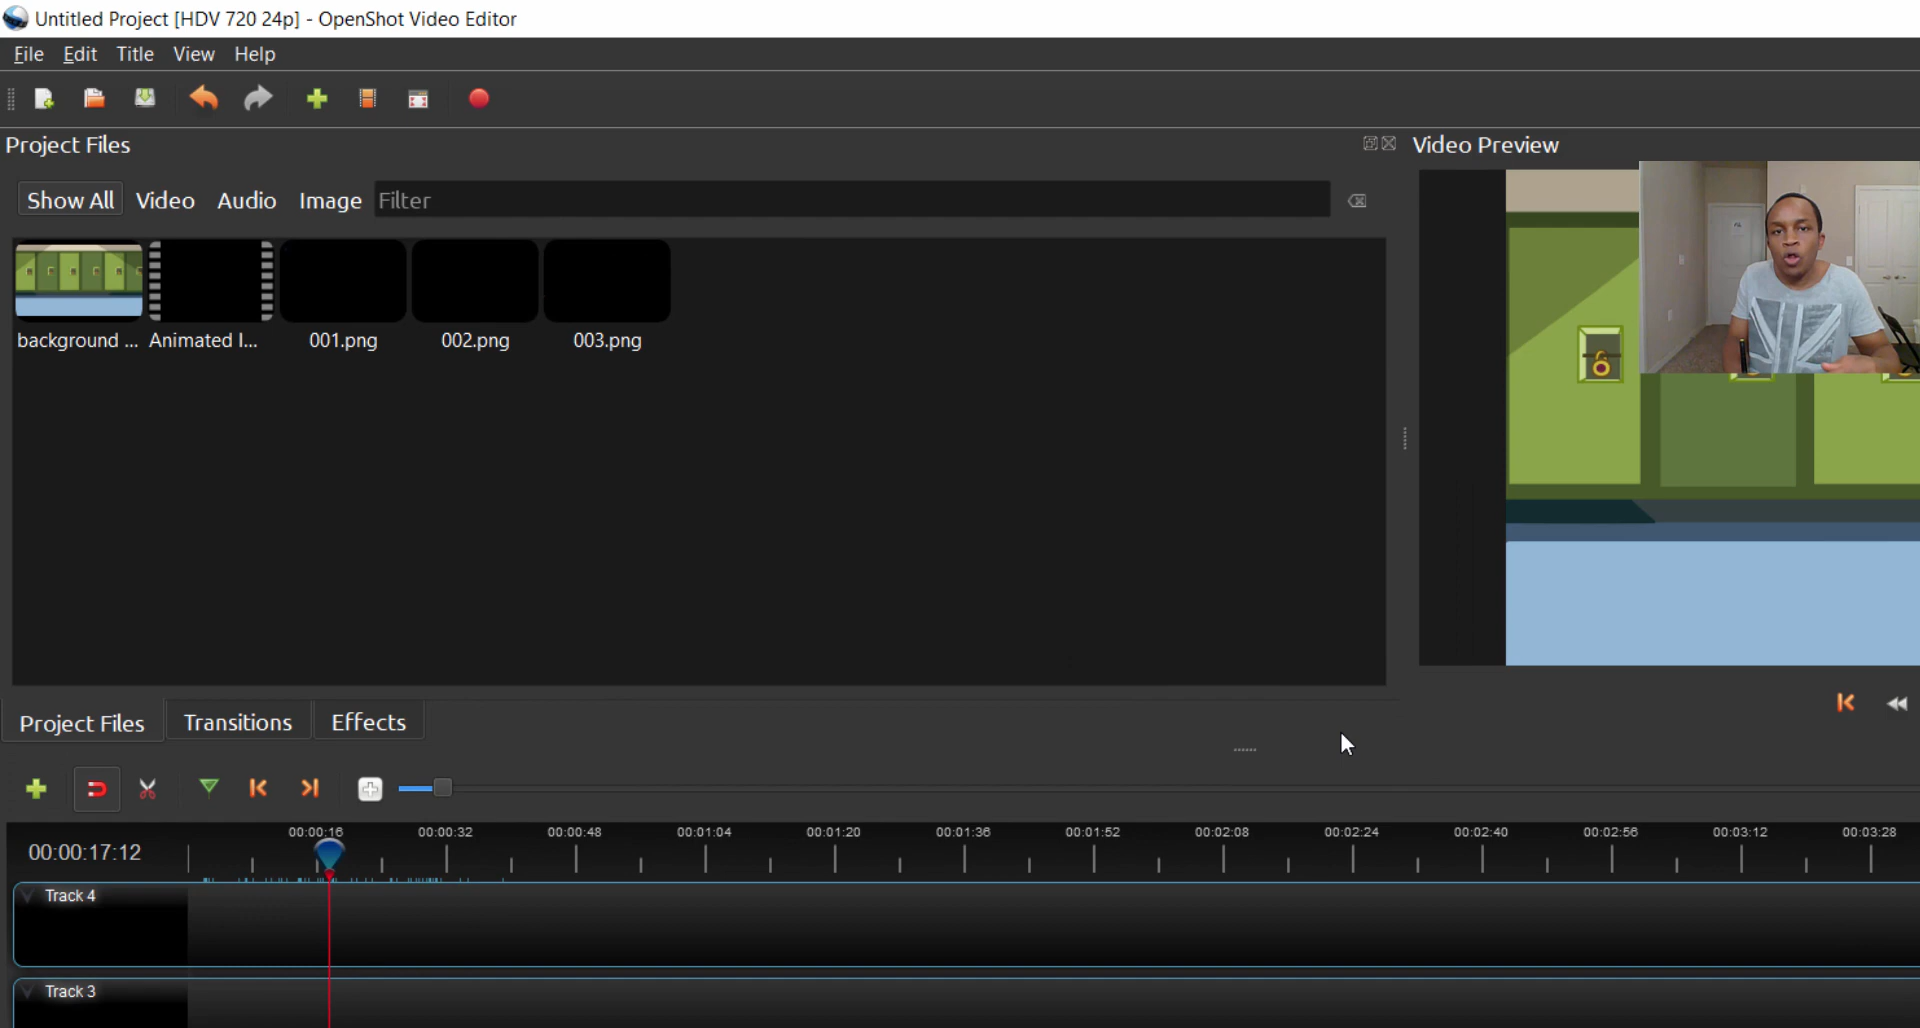 Untitled Project [HDV 720 24p] - OpenShot Video Editor
File Edit Title View Help
Project Files
Video Preview
Show All Video Audio Image Filter
background ... Animated I... 001.png 002.png 003.png
Project Files Transitions Effects
00:00:16 00:00:32 00:00:48 00:01:04 00:01:20 00:01:36 00:01:52 00:02:08 00:02:24 00:02:40 00:02:56 00:03:12 00:03:28
00:00:17:12
Track 4
Track 3